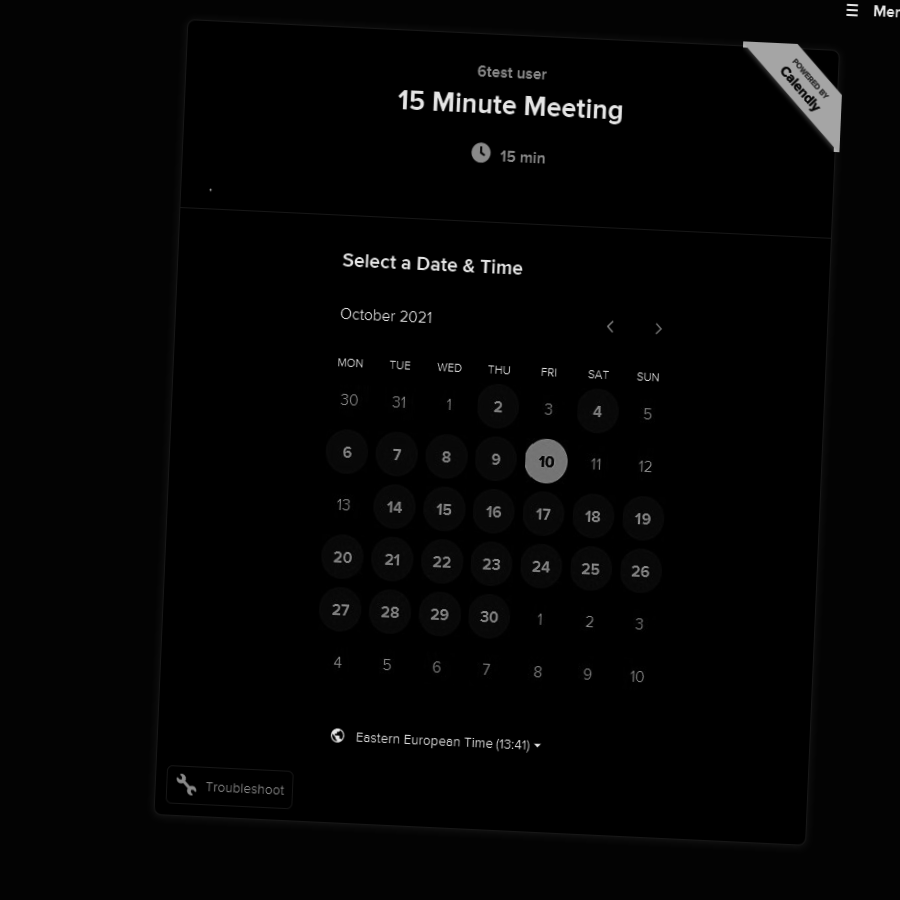 ☰ Men
6test user
15 Minute Meeting
15 min
POWERED BY
Calendly
.
Select a Date & Time
October 2021
MON TUE WED THU FRI SAT SUN
30 31 1 2 3 4 5
6 7 8 9 10 11 12
13 14 15 16 17 18 19
20 21 22 23 24 25 26
27 28 29 30 1 2 3
4 5 6 7 8 9 10
Eastern European Time (13:41)
Troubleshoot